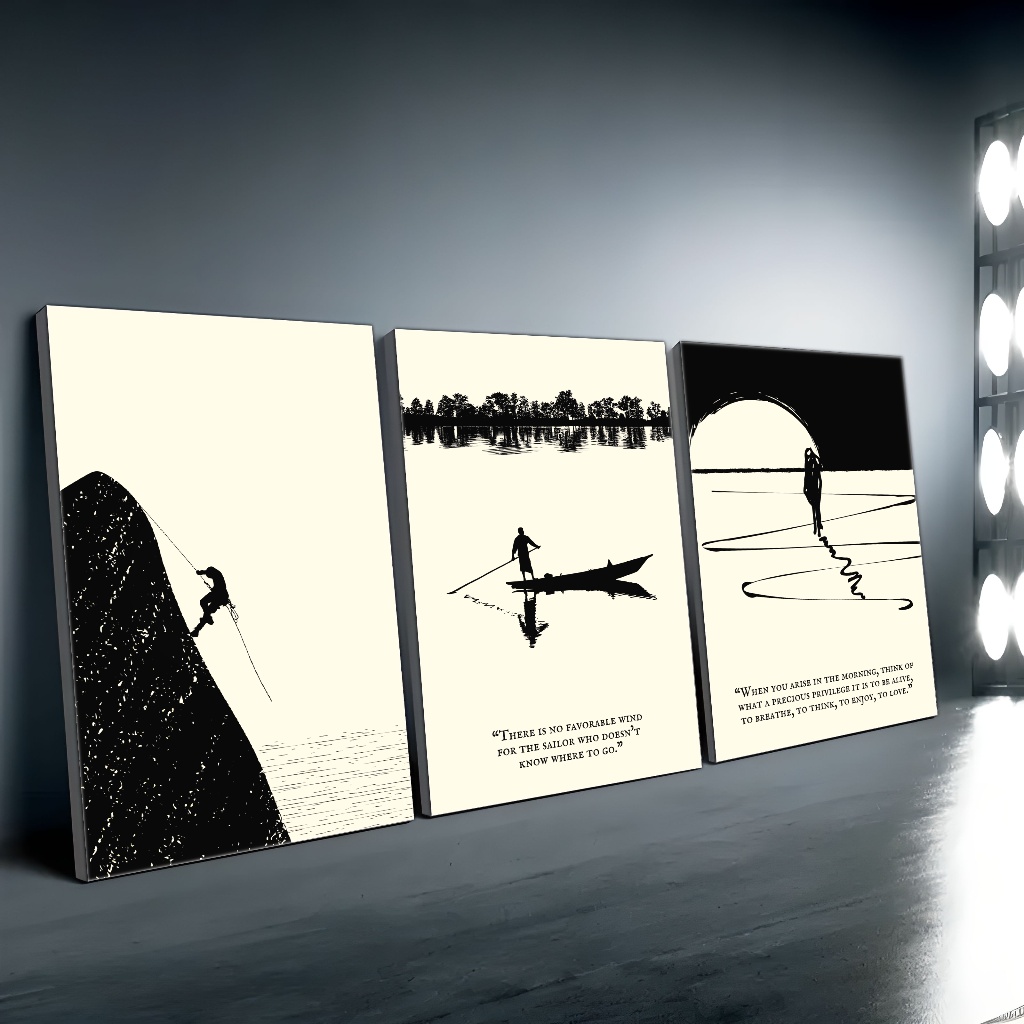 “There is no favorable wind
for the sailor who doesn’t
know where to go.”
“When you arise in the morning, think of
what a precious privilege it is to be alive,
to breathe, to think, to enjoy, to love.”